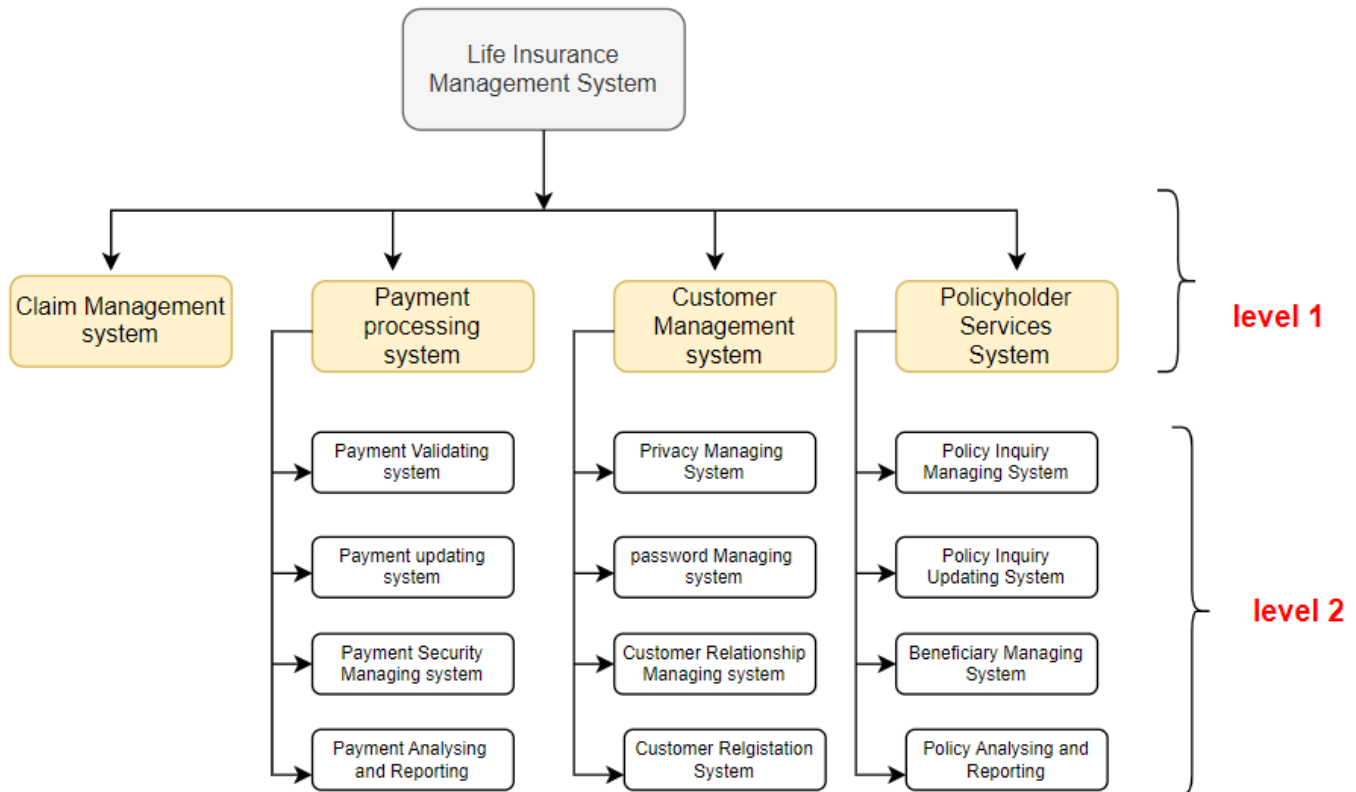 Life Insurance
Management System
Claim Management
system
Payment
processing
system
Customer
Management
system
Policyholder
Services
System
level 1
Payment Validating
system
Privacy Managing
System
Policy Inquiry
Managing System
Payment updating
system
password Managing
system
Policy Inquiry
Updating System
level 2
Payment Security
Managing system
Customer Relationship
Managing system
Beneficiary Managing
System
Payment Analysing
and Reporting
Customer Relgistation
System
Policy Analysing and
Reporting